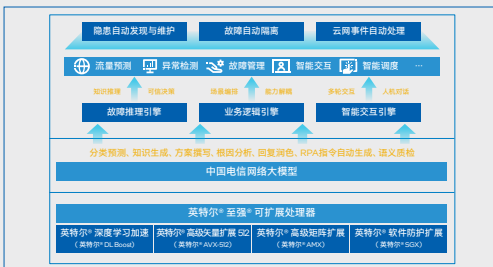 隐患自动发现与维护 故障自动隔离 云网事件自动处理
流量预测 异常检测 故障管理 智能交互 智能调度 ...
知识推理 可信决策 场景编排 能力解耦 多轮交互 人机对话
故障推理引擎 业务逻辑引擎 智能交互引擎
分类预测、知识生成、方案撰写、根因分析、回复润色、RPA指令自动生成、语义质检
中国电信网络大模型
英特尔® 至强® 可扩展处理器
英特尔® 深度学习加速 英特尔® 高级矢量扩展 512 英特尔® 高级矩阵扩展 英特尔® 软件防护扩展
(英特尔® DL Boost) (英特尔® AVX-512) (英特尔® AMX) (英特尔® SGX)